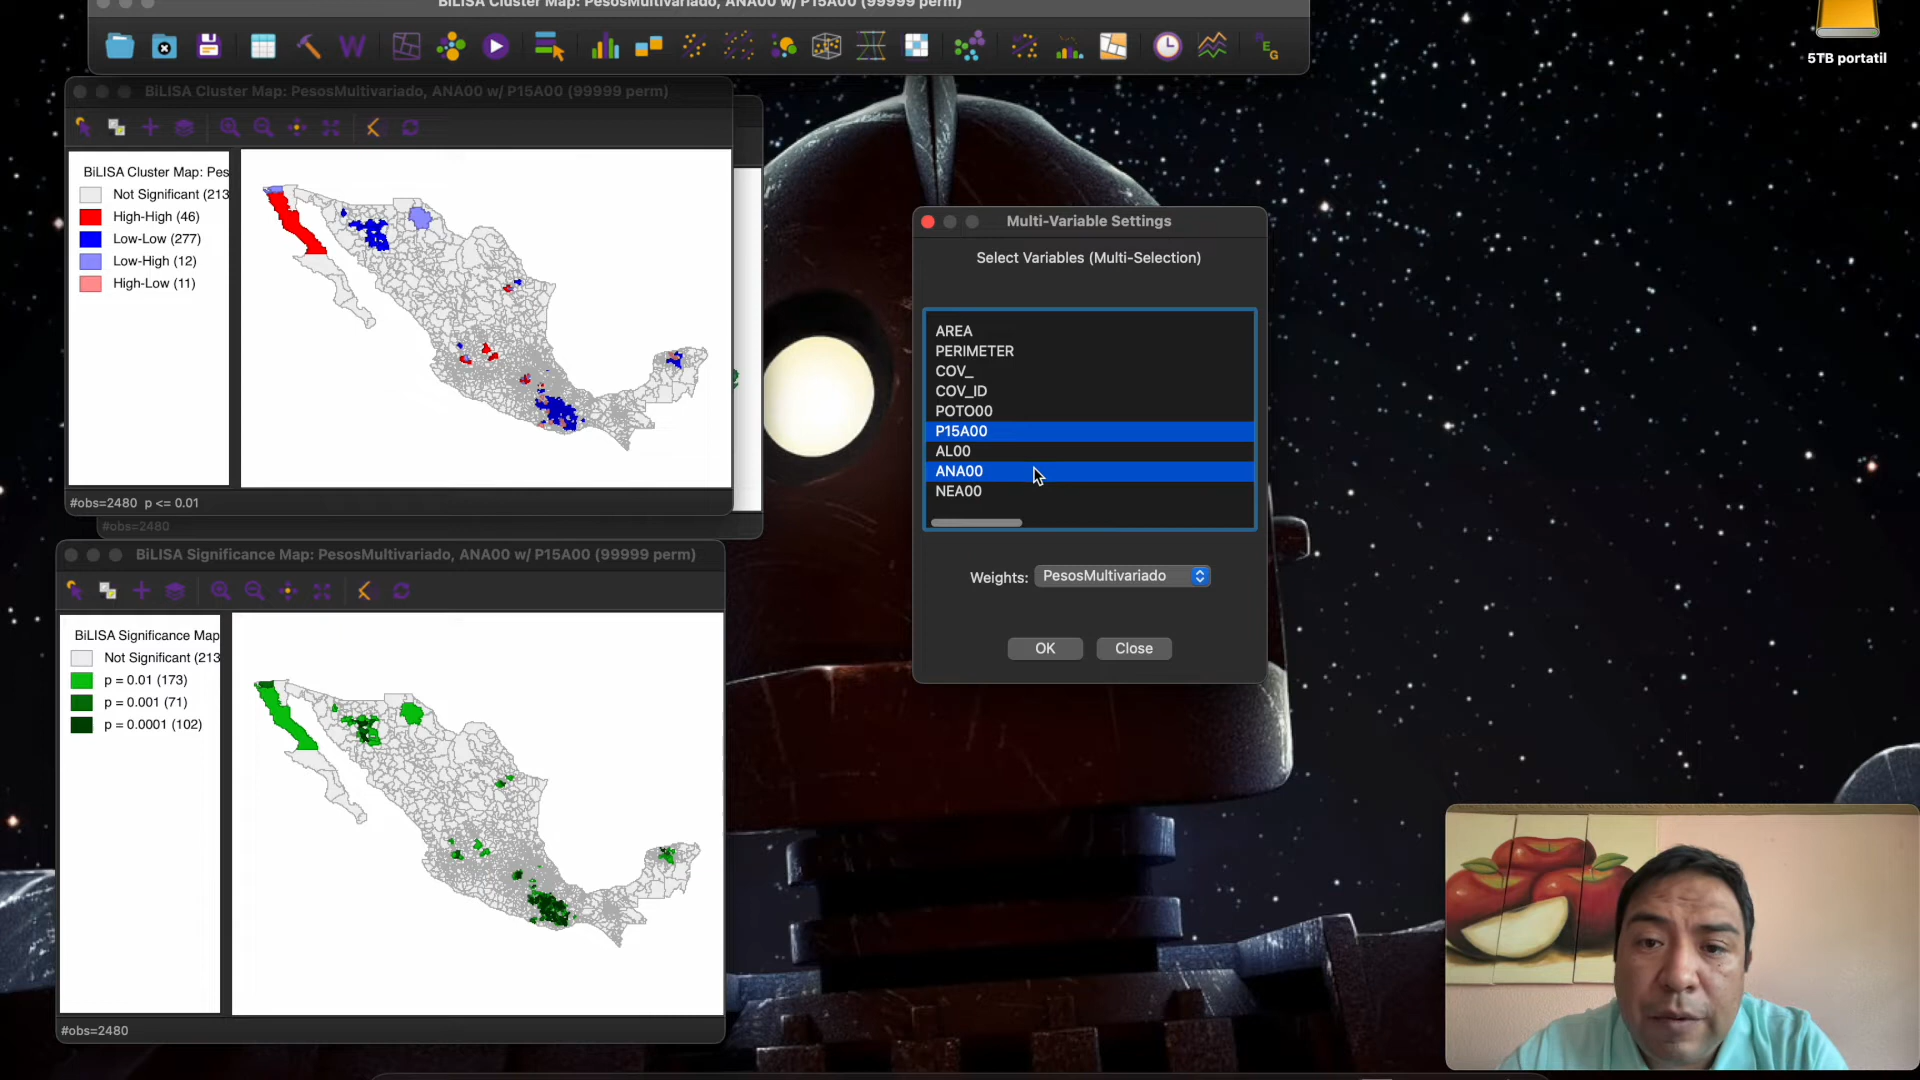 BiLISA Cluster Map: PesosMultivariado, ANA00 w/ P15A00 (99999 perm)
5TB portatil
BiLISA Cluster Map: PesosMultivariado, ANA00 w/ P15A00 (99999 perm)
BiLISA Cluster Map: Pes
Not Significant (213
High-High (46)
Low-Low (277)
Low-High (12)
High-Low (11)
#obs=2480 p <= 0.01
#obs=2480
Multi-Variable Settings
Select Variables (Multi-Selection)
AREA
PERIMETER
COV_
COV_ID
POTO00
P15A00
AL00
ANA00
NEA00
Weights: PesosMultivariado
OK Close
BiLISA Significance Map: PesosMultivariado, ANA00 w/ P15A00 (99999 perm)
BiLISA Significance Map
Not Significant (213
p = 0.01 (173)
p = 0.001 (71)
p = 0.0001 (102)
#obs=2480